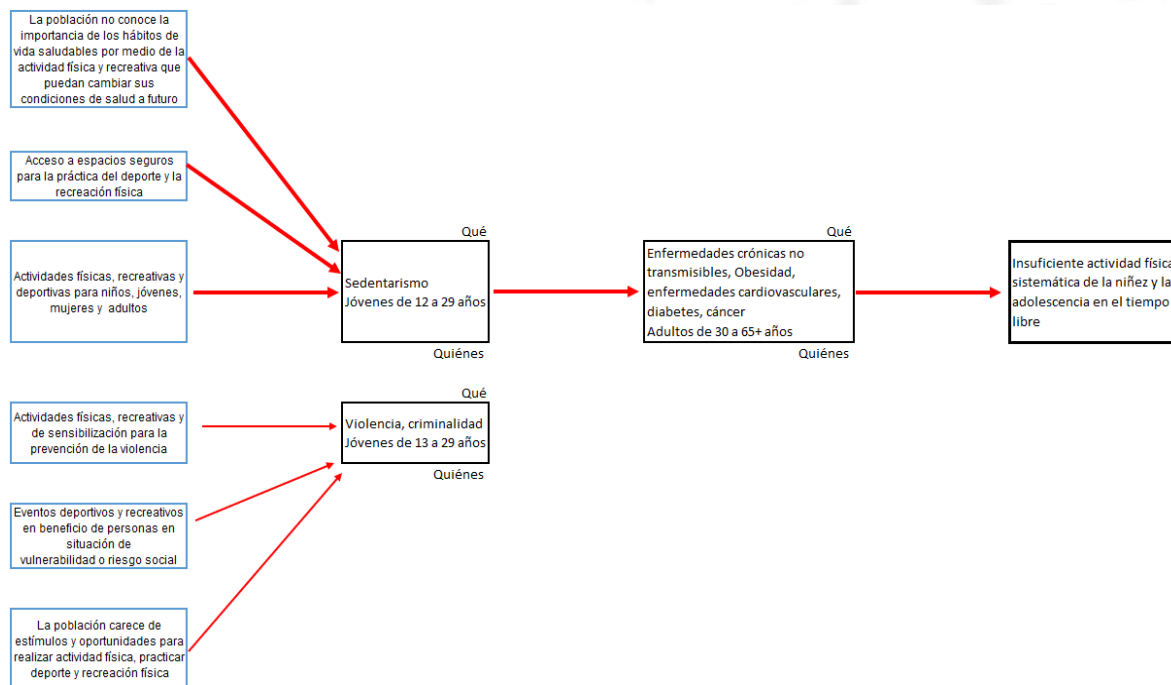 La población no conoce la
importancia de los hábitos de
vida saludables por medio de la
actividad física y recreativa que
puedan cambiar sus
condiciones de salud a futuro
Acceso a espacios seguros
para la práctica del deporte y la
recreación física
Actividades físicas, recreativas y
deportivas para niños, jóvenes,
mujeres y adultos
Qué
Sedentarismo
Jóvenes de 12 a 29 años
Quiénes
Qué
Enfermedades crónicas no
transmisibles, Obesidad,
enfermedades cardiovasculares,
diabetes, cáncer
Adultos de 30 a 65+ años
Quiénes
Insuficiente actividad física
sistemática de la niñez y la
adolescencia en el tiempo
libre
Actividades físicas, recreativas y
de sensibilización para la
prevención de la violencia
Qué
Violencia, criminalidad
Jóvenes de 13 a 29 años
Quiénes
Eventos deportivos y recreativos
en beneficio de personas en
situación de
vulnerabilidad o riesgo social
La población carece de
estímulos y oportunidades para
realizar actividad física, practicar
deporte y recreación física